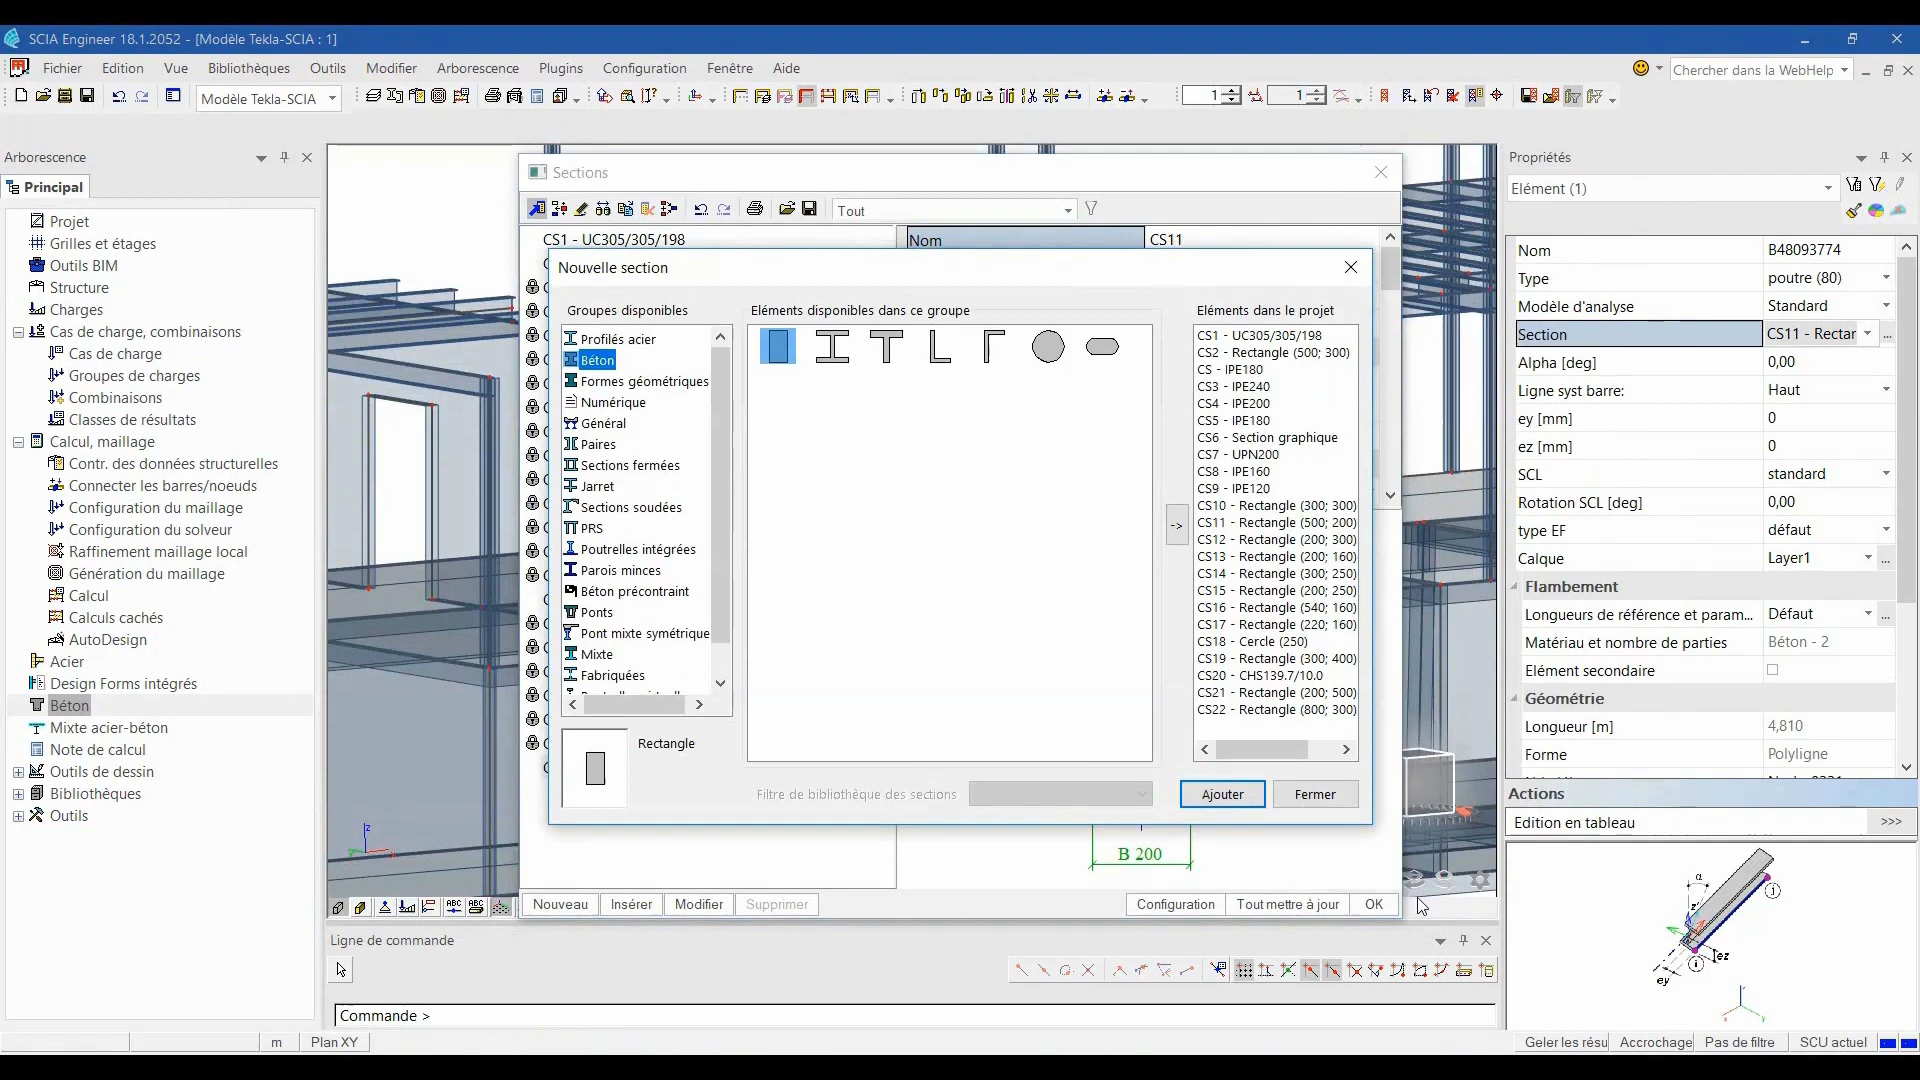 SCIA Engineer 18.1.2052 - [Modèle Tekla-SCIA : 1]
Fichier Edition Vue Bibliothèques Outils Modifier Arborescence Plugins Configuration Fenêtre Aide
Chercher dans la WebHelp
Modèle Tekla-SCIA
1
1
Arborescence
Principal
Projet
Grilles et étages
Outils BIM
Structure
Charges
Cas de charge, combinaisons
Cas de charge
Groupes de charges
Combinaisons
Classes de résultats
Calcul, maillage
Contr. des données structurelles
Connecter les barres/noeuds
Configuration du maillage
Configuration du solveur
Raffinement maillage local
Génération du maillage
Calcul
Calculs cachés
AutoDesign
Acier
Design Forms intégrés
Béton
Mixte acier-béton
Note de calcul
Outils de dessin
Bibliothèques
Outils
Sections
Tout
CS1 - UC305/305/198
Nom CS11
Nouvelle section
Groupes disponibles
Profilés acier
Béton
Formes géométriques
Numérique
Général
Paires
Sections fermées
Jarret
Sections soudées
PRS
Poutrelles intégrées
Parois minces
Béton précontraint
Ponts
Pont mixte symétrique
Mixte
Fabriquées
Rectangle
Eléments disponibles dans ce groupe
Filtre de bibliothèque des sections
Eléments dans le projet
CS1 - UC305/305/198
CS2 - Rectangle (500; 300)
CS - IPE180
CS3 - IPE240
CS4 - IPE200
CS5 - IPE180
CS6 - Section graphique
CS7 - UPN200
CS8 - IPE160
CS9 - IPE120
CS10 - Rectangle (300; 300)
CS11 - Rectangle (500; 200)
CS12 - Rectangle (200; 300)
CS13 - Rectangle (200; 160)
CS14 - Rectangle (300; 250)
CS15 - Rectangle (200; 250)
CS16 - Rectangle (540; 160)
CS17 - Rectangle (220; 160)
CS18 - Cercle (250)
CS19 - Rectangle (300; 400)
CS20 - CHS139.7/10.0
CS21 - Rectangle (200; 500)
CS22 - Rectangle (800; 300)
->
Ajouter Fermer
B 200
Nouveau Insérer Modifier Supprimer Configuration Tout mettre à jour OK
Ligne de commande
Commande >
Propriétés
Elément (1)
Nom B48093774
Type poutre (80)
Modèle d'analyse Standard
Section CS11 - Rectar ...
Alpha [deg] 0,00
Ligne syst barre: Haut
ey [mm] 0
ez [mm] 0
SCL standard
Rotation SCL [deg] 0,00
type EF défaut
Calque Layer1 ...
Flambement
Longueurs de référence et param... Défaut ...
Matériau et nombre de parties Béton - 2
Elément secondaire
Géométrie
Longueur [m] 4,810
Forme Polyligne
Actions
Edition en tableau >>>
α
z'
j
i
ez
ey
z
m Plan XY Geler les résu Accrochage Pas de filtre SCU actuel